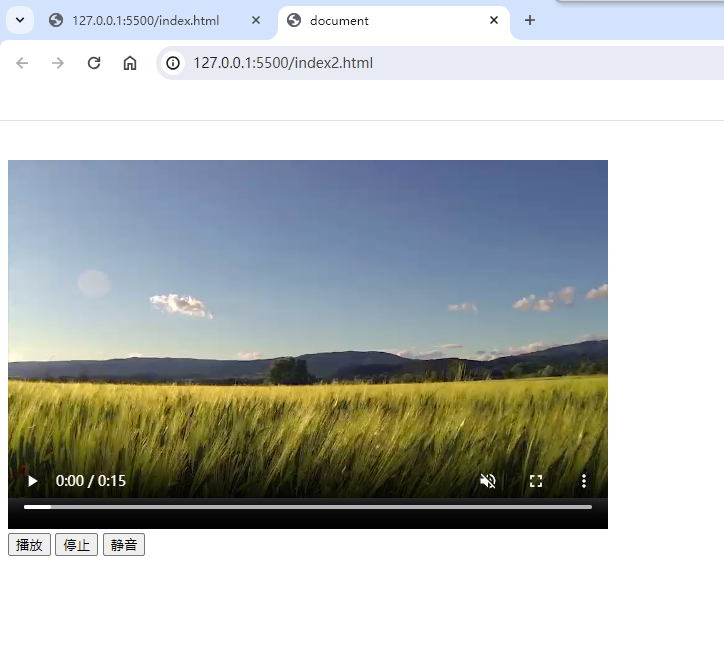 127.0.0.1:5500/index.html
document
127.0.0.1:5500/index2.html
0:00 / 0:15
播放 停止 静音